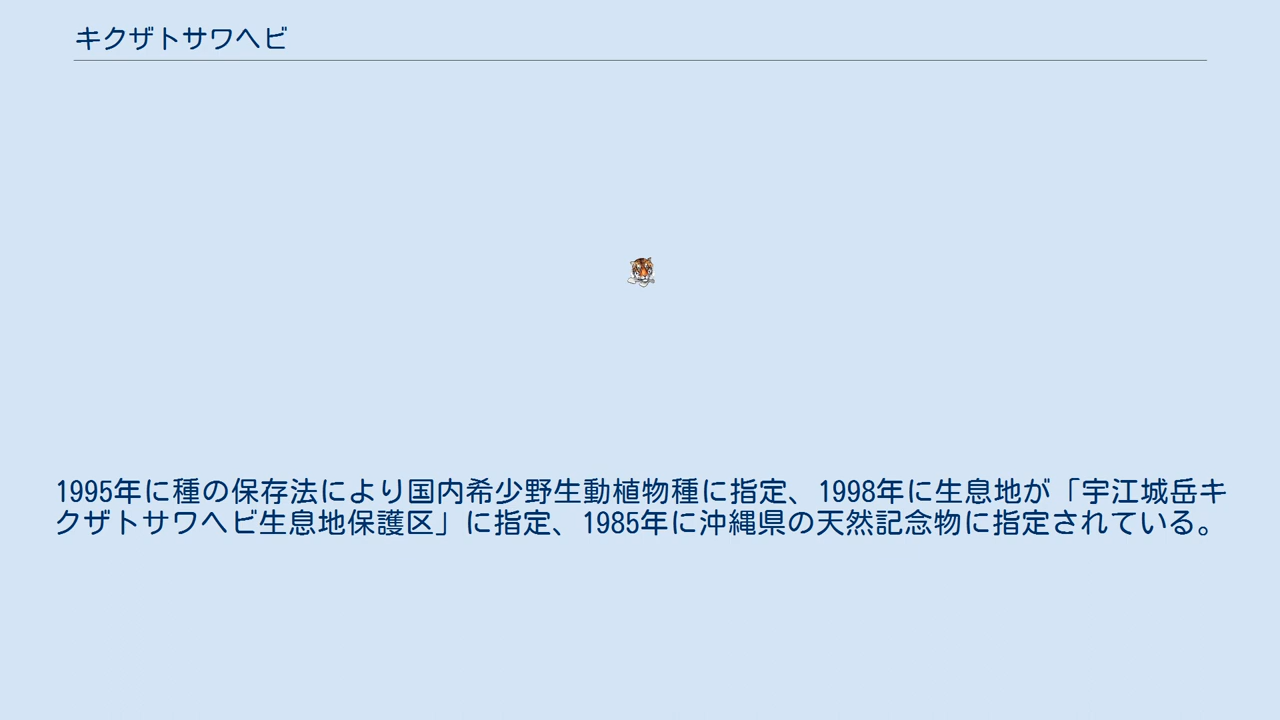 キクザトサワヘビ
1995年に種の保存法により国内希少野生動植物種に指定、1998年に生息地が「宇江城岳キ
クザトサワヘビ生息地保護区」に指定、1985年に沖縄県の天然記念物に指定されている。